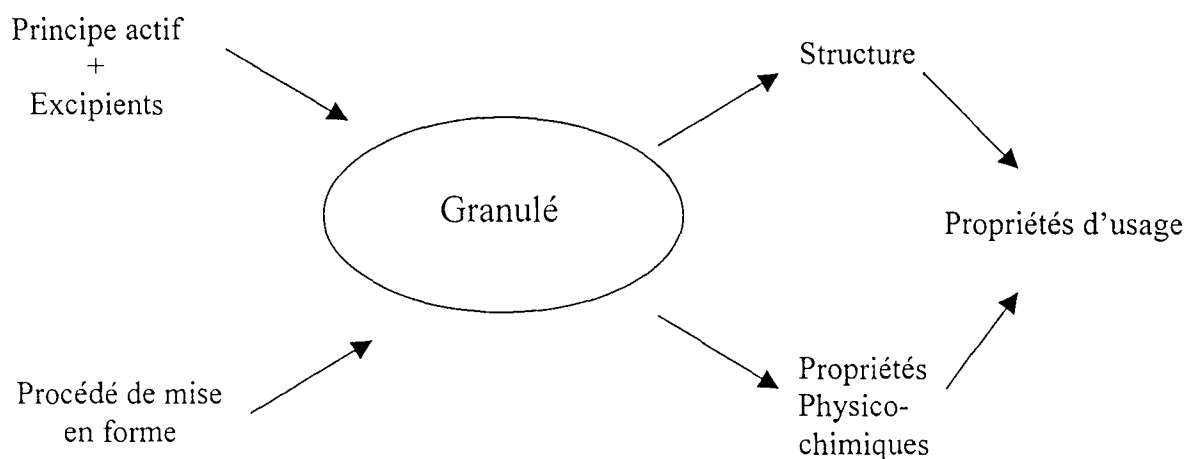 Principe actif
+
Excipients
Structure
Granulé
Propriétés d'usage
Procédé de mise
en forme
Propriétés
Physico-
chimiques